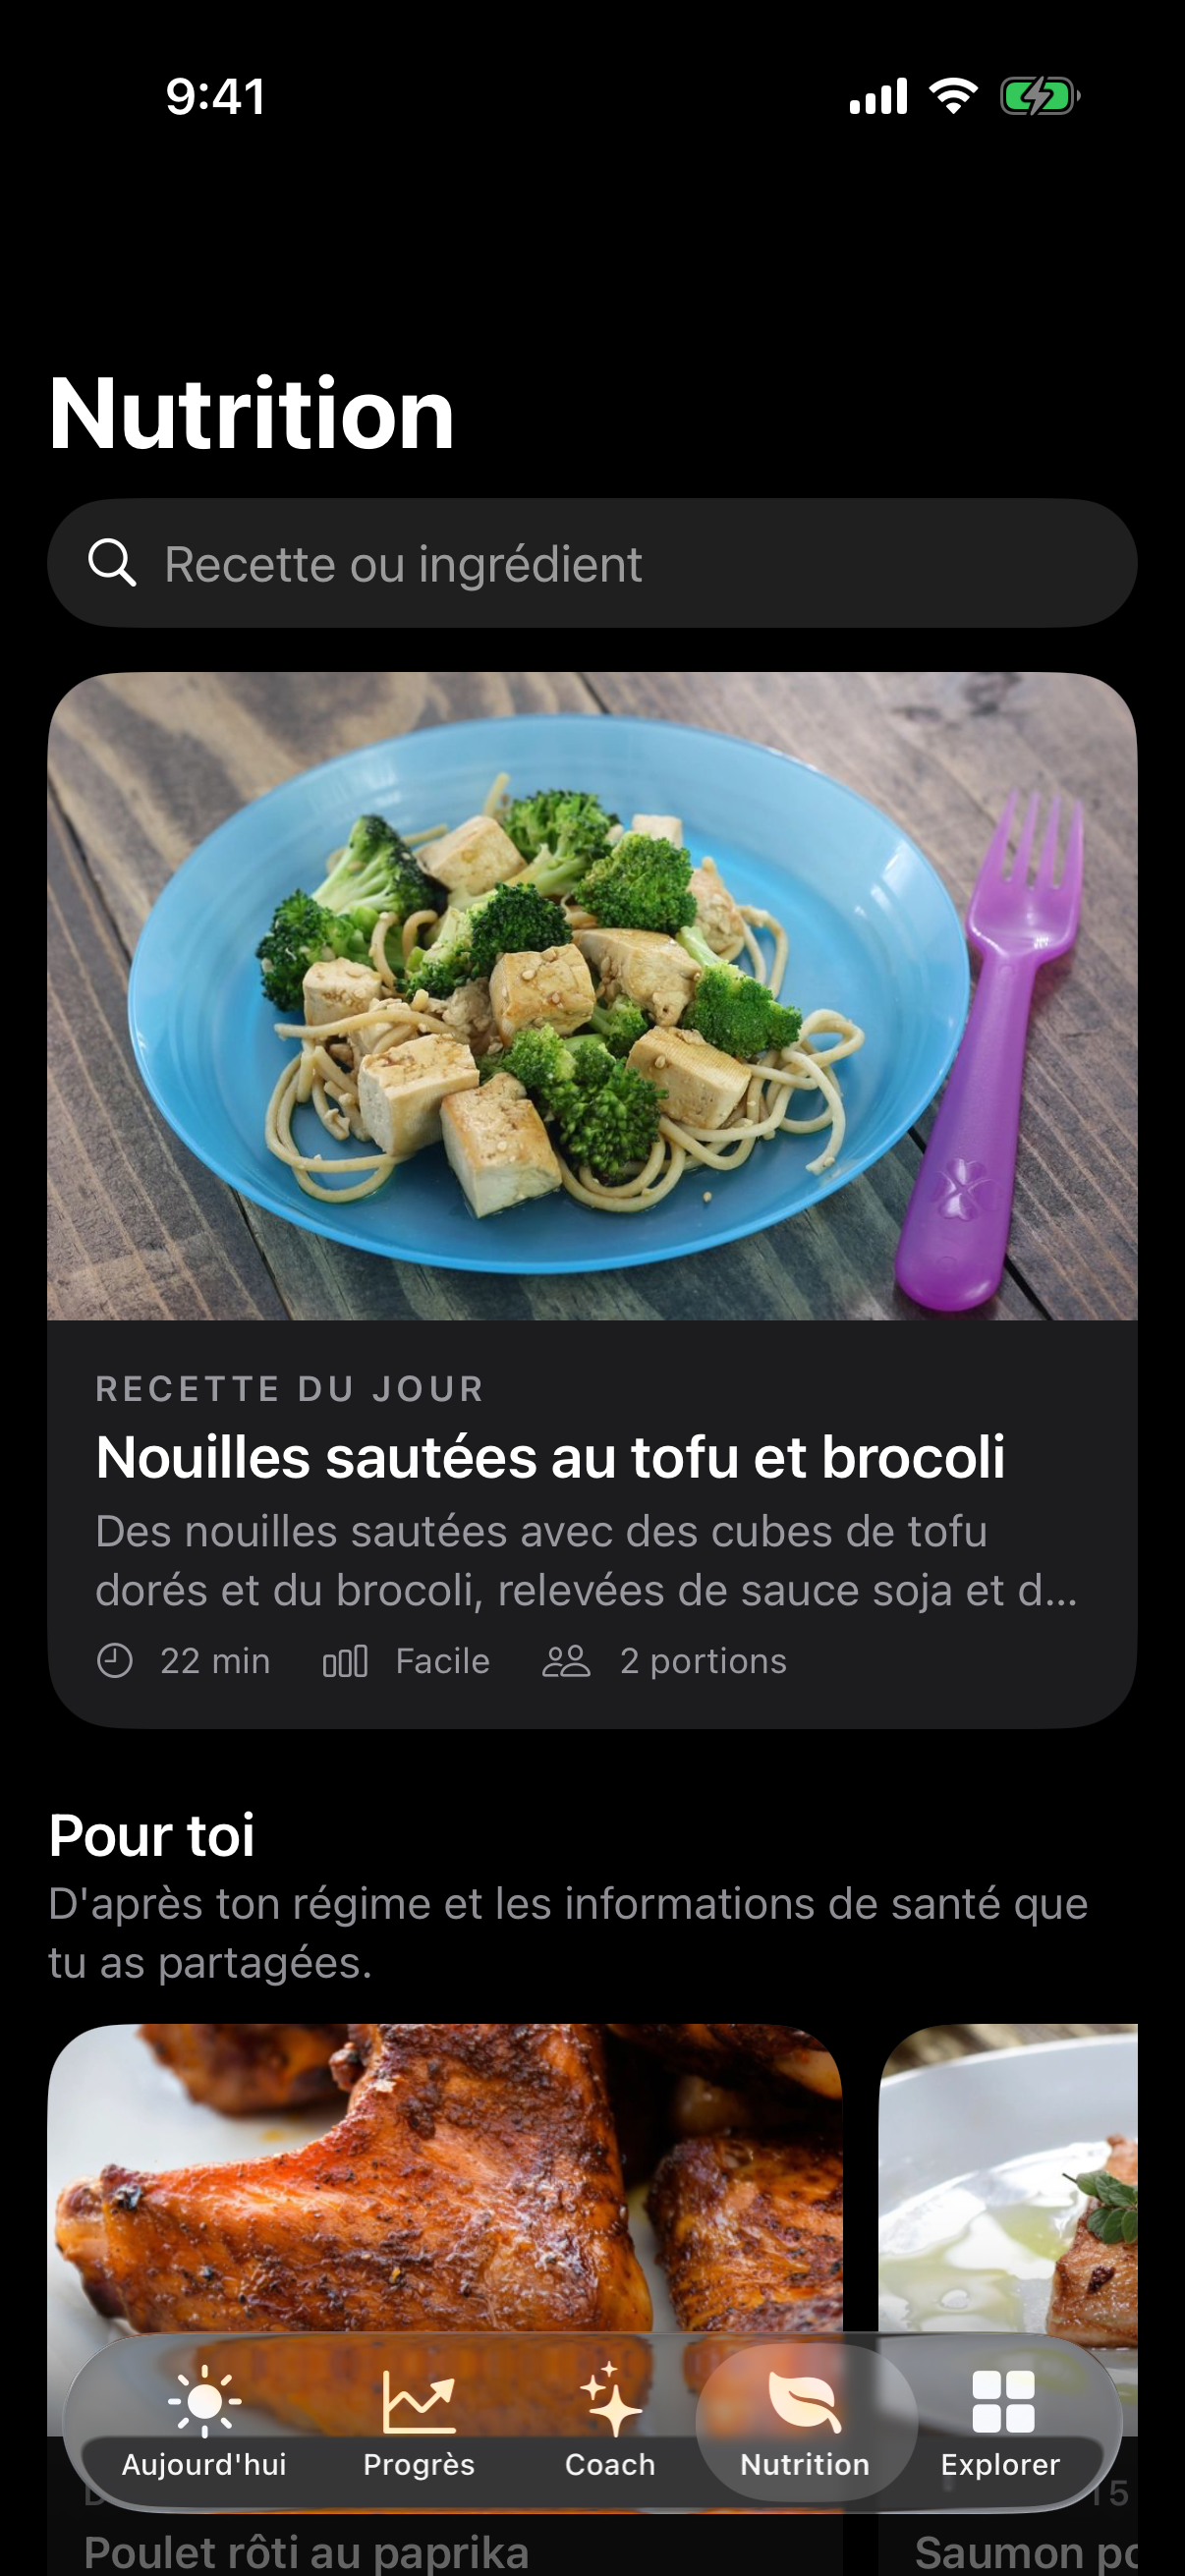 9:41
Nutrition
Recette ou ingrédient
RECETTE DU JOUR
Nouilles sautées au tofu et brocoli
Des nouilles sautées avec des cubes de tofu
dorés et du brocoli, relevées de sauce soja et d...
22 min Facile 2 portions
Pour toi
D'après ton régime et les informations de santé que
tu as partagées.
Aujourd'hui Progrès Coach Nutrition Explorer
Poulet rôti au paprika Saumon